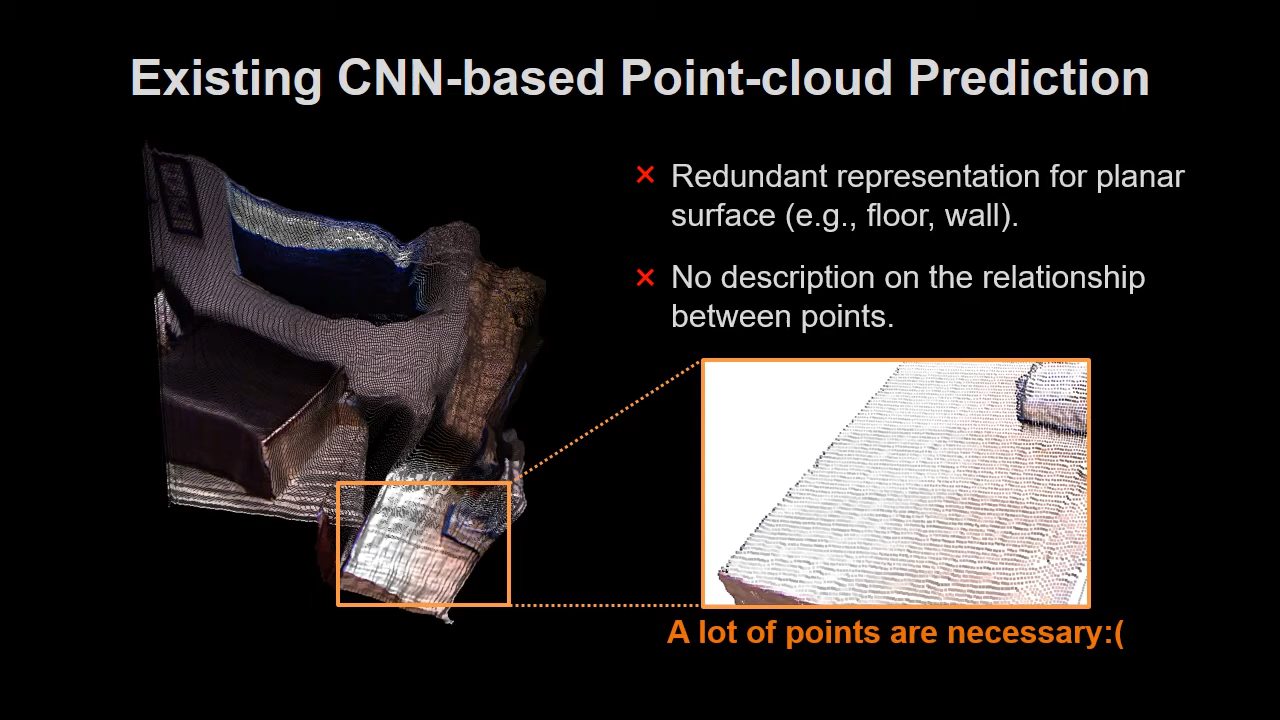 Existing CNN-based Point-cloud Prediction
✕ Redundant representation for planar
surface (e.g., floor, wall).
✕ No description on the relationship
between points.
A lot of points are necessary:(